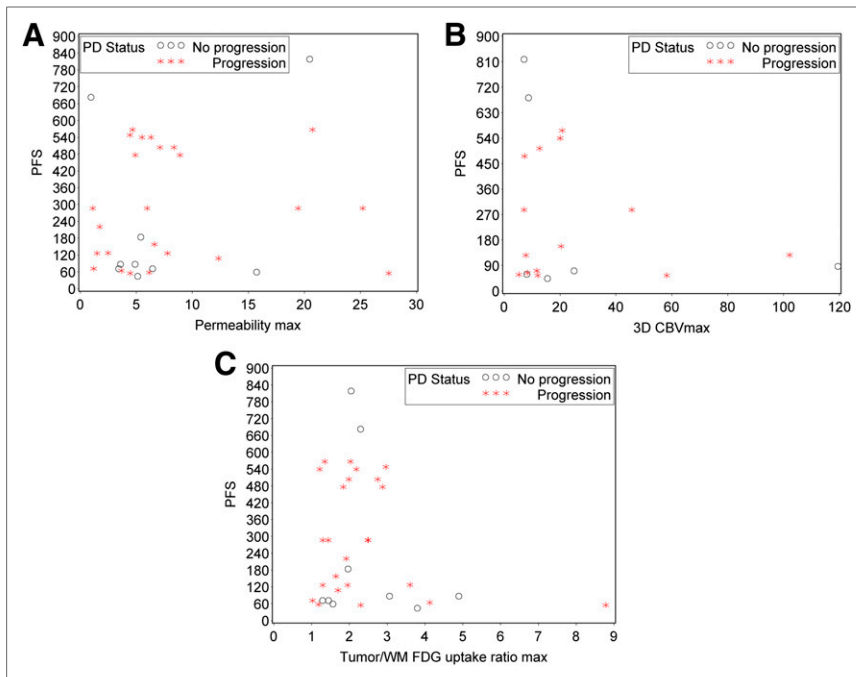 A
PD Status No progression
Progression
900
840
780
720
660
600
540
480
420
360
300
240
180
120
60
0
PFS
0 5 10 15 20 25 30
Permeability max
B
PD Status No progression
Progression
900
810
720
630
540
450
360
270
180
90
0
PFS
0 20 40 60 80 100 120
3D CBVmax
C
PD Status No progression
Progression
900
840
780
720
660
600
540
480
420
360
300
240
180
120
60
0
PFS
0 1 2 3 4 5 6 7 8 9
Tumor/WM FDG uptake ratio max